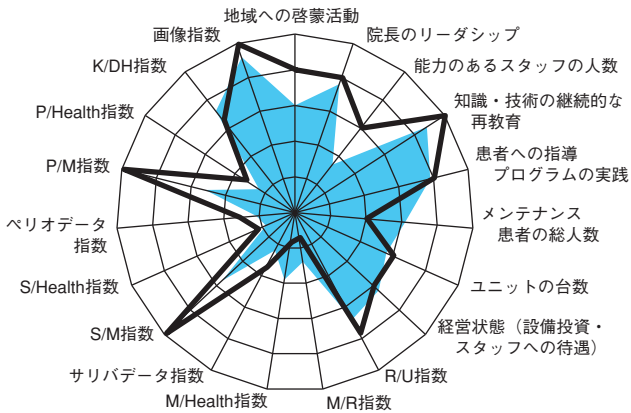 地域への啓蒙活動
院長のリーダシップ
能力のあるスタッフの人数
知識・技術の継続的な
再教育
患者への指導
プログラムの実践
メンテナンス
患者の総人数
ユニットの台数
経営状態（設備投資・
スタッフへの待遇）
R/U指数
M/R指数
M/Health指数
サリバデータ指数
S/M指数
S/Health指数
ペリオデータ
指数
P/M指数
P/Health指数
K/DH指数
画像指数